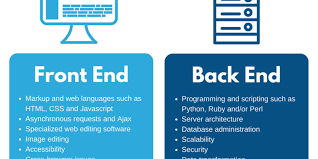 Front End
• Markup and web languages such as
HTML, CSS and Javascript
• Asynchronous requests and Ajax
• Specialized web editing software
• Image editing
• Accessibility
Back End
• Programming and scripting such as
Python, Ruby and/or Perl
• Server architecture
• Database administration
• Scalability
• Security